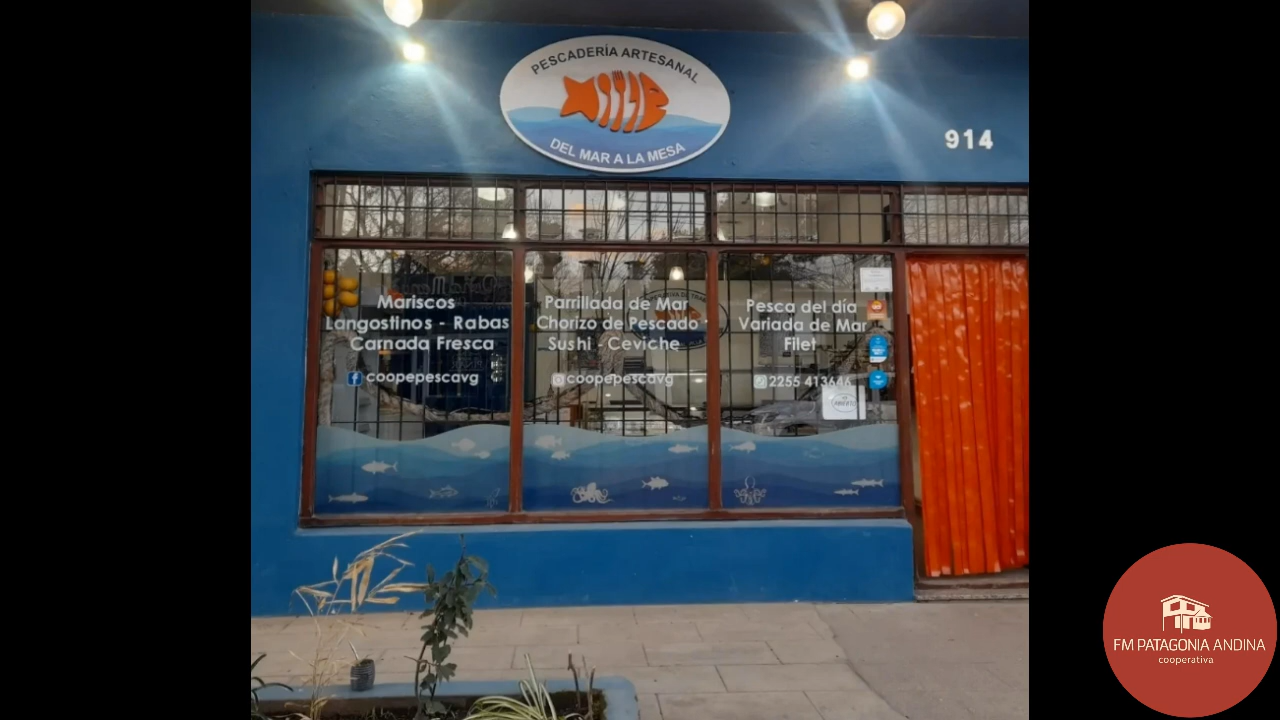 PESCADERÍA ARTESANAL
DEL MAR A LA MESA
914
Mariscos
Langostinos - Rabas
Carnada Fresca
coopepescavg
Parrillada de Mar
Chorizo de Pescado
Sushi - Ceviche
coopepescavg
Pesca del día
Variada de Mar
Filet
2255 413646
ABIERTO
FM PATAGONIA ANDINA
cooperativa